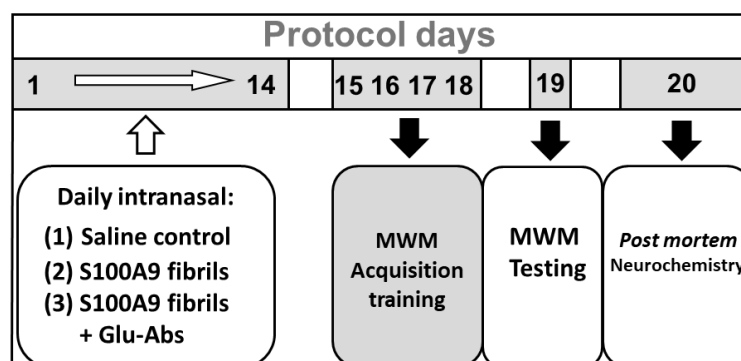 Protocol days
1 14 15 16 17 18 19 20
Daily intranasal:
(1) Saline control
(2) S100A9 fibrils
(3) S100A9 fibrils
+ Glu-Abs
MWM
Acquisition
training
MWM
Testing
Post mortem
Neurochemistry